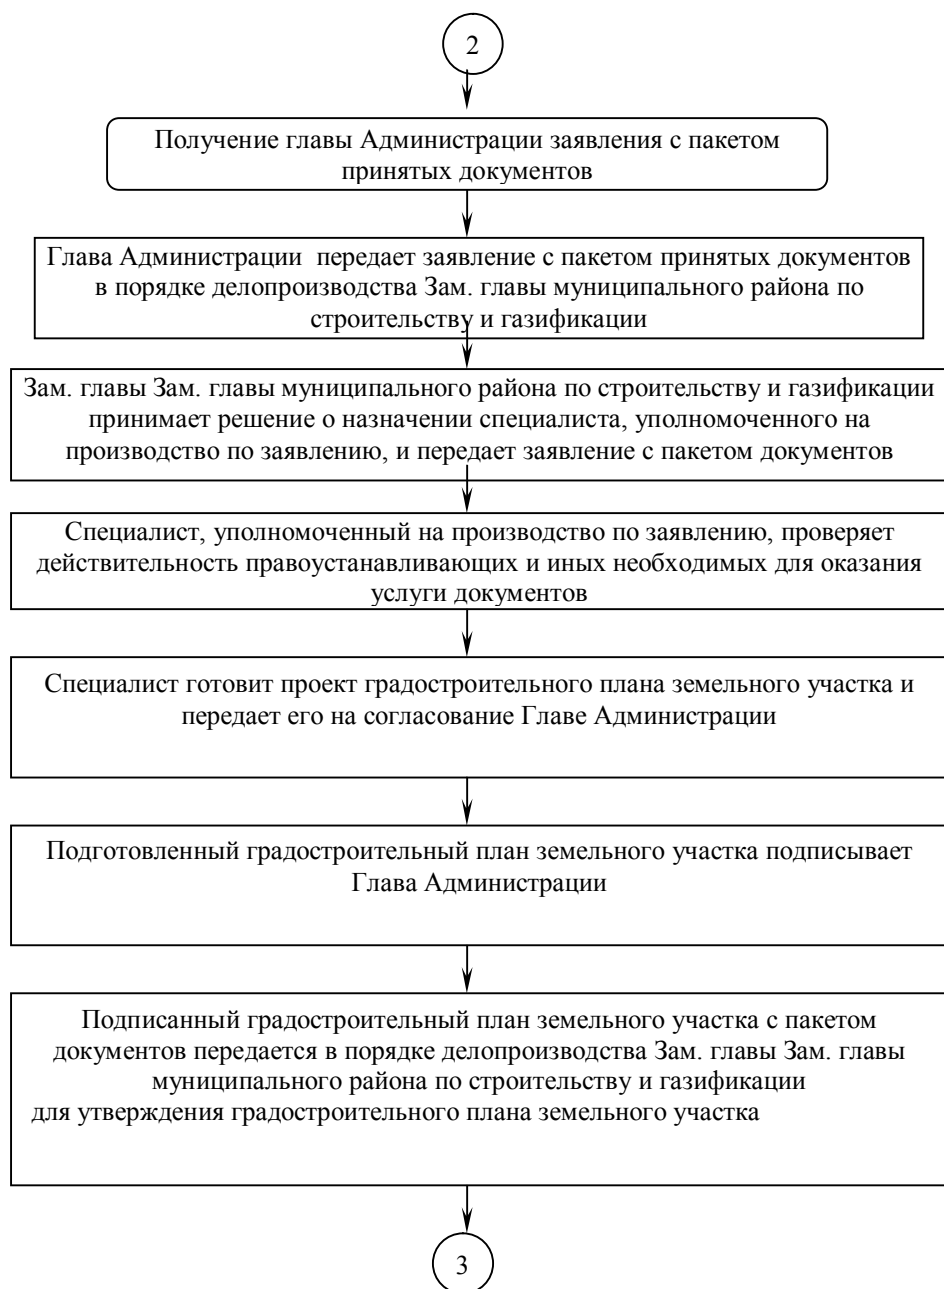 2
Получение главы Администрации заявления с пакетом
принятых документов
Глава Администрации передает заявление с пакетом принятых документов
в порядке делопроизводства Зам. главы муниципального района по
строительству и газификации
Зам. главы Зам. главы муниципального района по строительству и газификации
принимает решение о назначении специалиста, уполномоченного на
производство по заявлению, и передает заявление с пакетом документов
Специалист, уполномоченный на производство по заявлению, проверяет
действительность правоустанавливающих и иных необходимых для оказания
услуги документов
Специалист готовит проект градостроительного плана земельного участка и
передает его на согласование Главе Администрации
Подготовленный градостроительный план земельного участка подписывает
Глава Администрации
Подписанный градостроительный план земельного участка с пакетом
документов передается в порядке делопроизводства Зам. главы Зам. главы
муниципального района по строительству и газификации
для утверждения градостроительного плана земельного участка
3